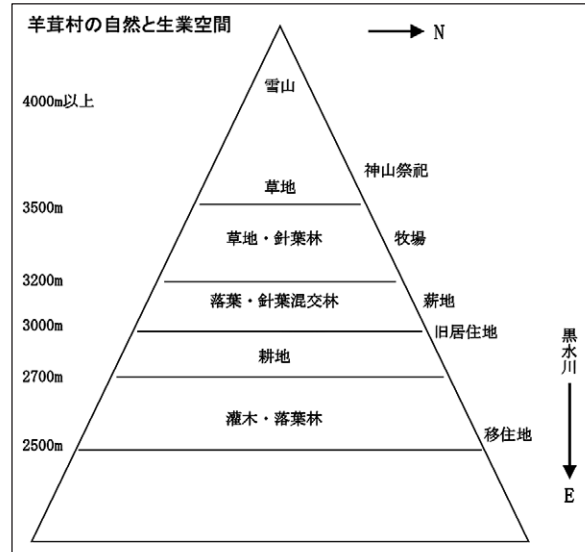 羊茸村の自然と生業空間
N
雪山
4000m以上
神山祭祀
草地
3500m
草地・針葉林
牧場
3200m
落葉・針葉混交林
薪地
3000m
旧居住地
耕地
2700m
灌木・落葉林
移住地
2500m
黒水川
E